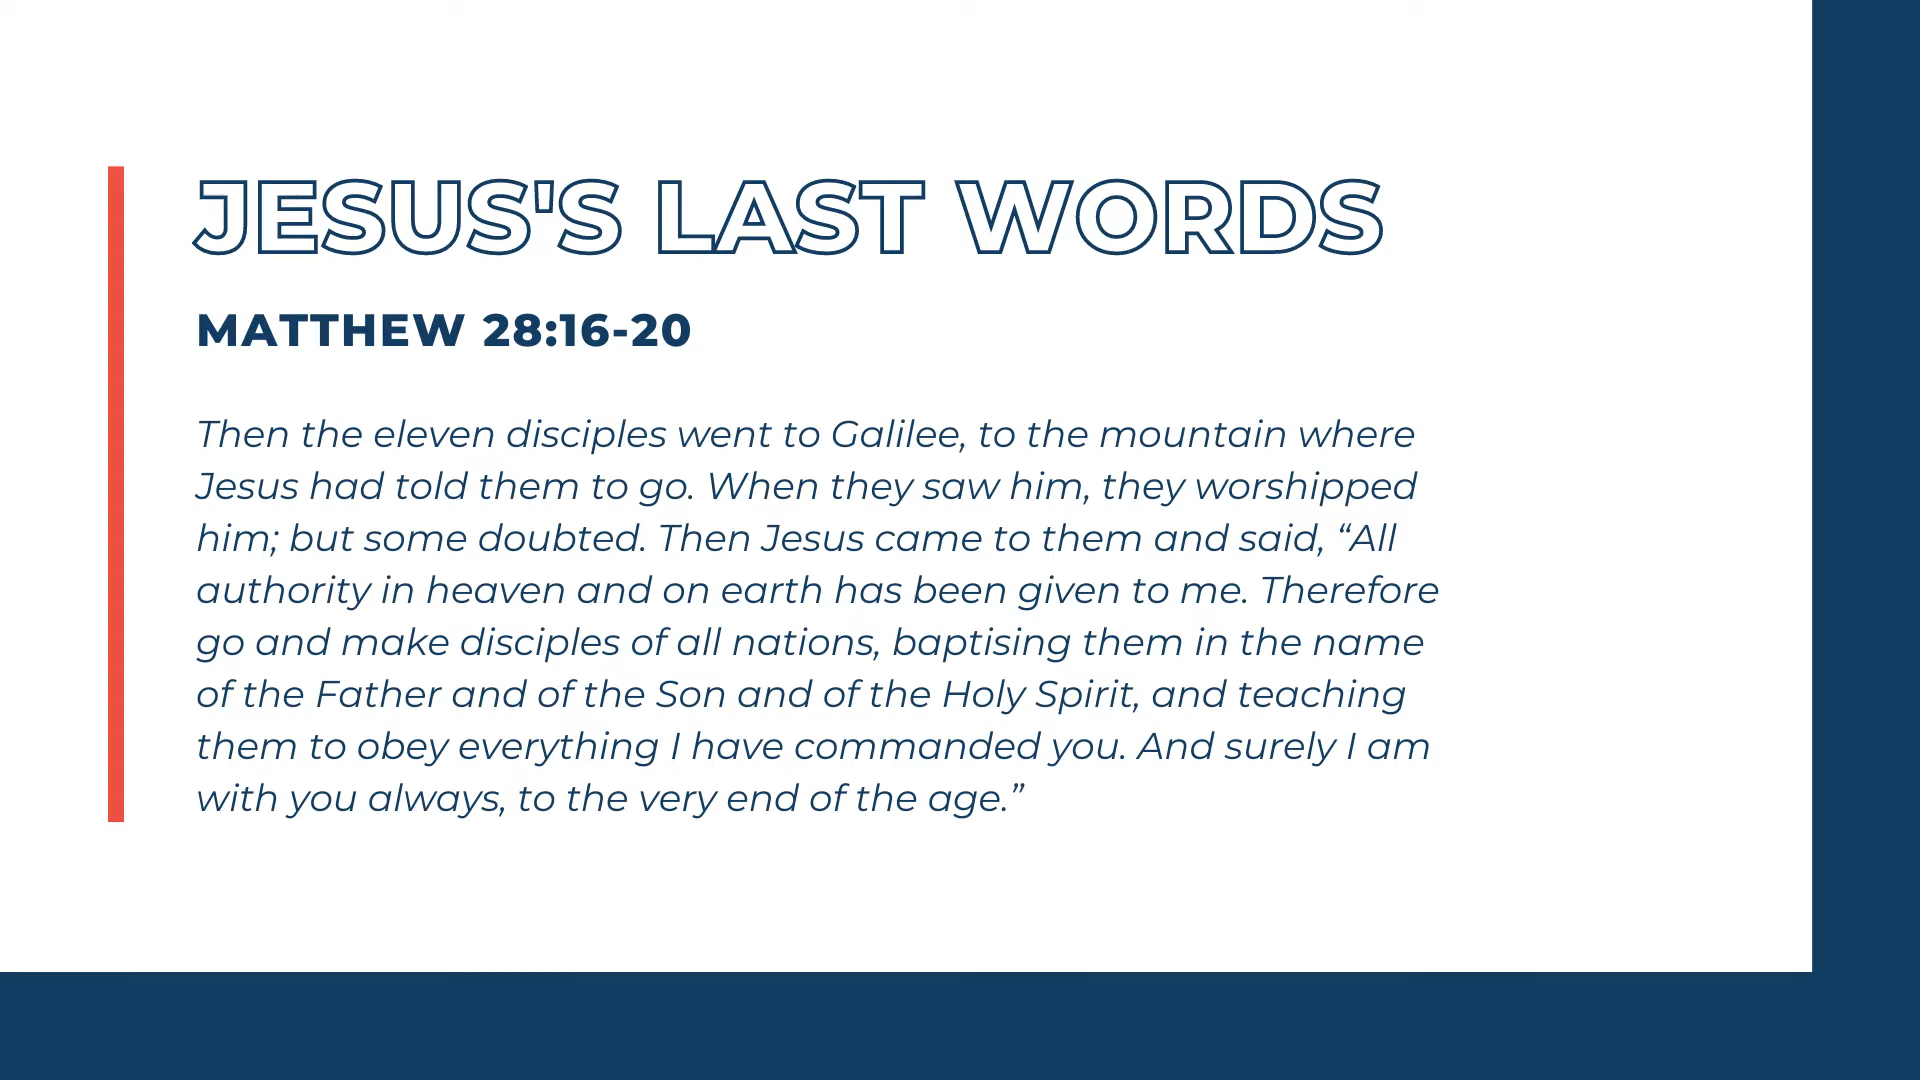 JESUS'S LAST WORDS
MATTHEW 28:16-20
Then the eleven disciples went to Galilee, to the mountain where
Jesus had told them to go. When they saw him, they worshipped
him; but some doubted. Then Jesus came to them and said, “All
authority in heaven and on earth has been given to me. Therefore
go and make disciples of all nations, baptising them in the name
of the Father and of the Son and of the Holy Spirit, and teaching
them to obey everything I have commanded you. And surely I am
with you always, to the very end of the age.”